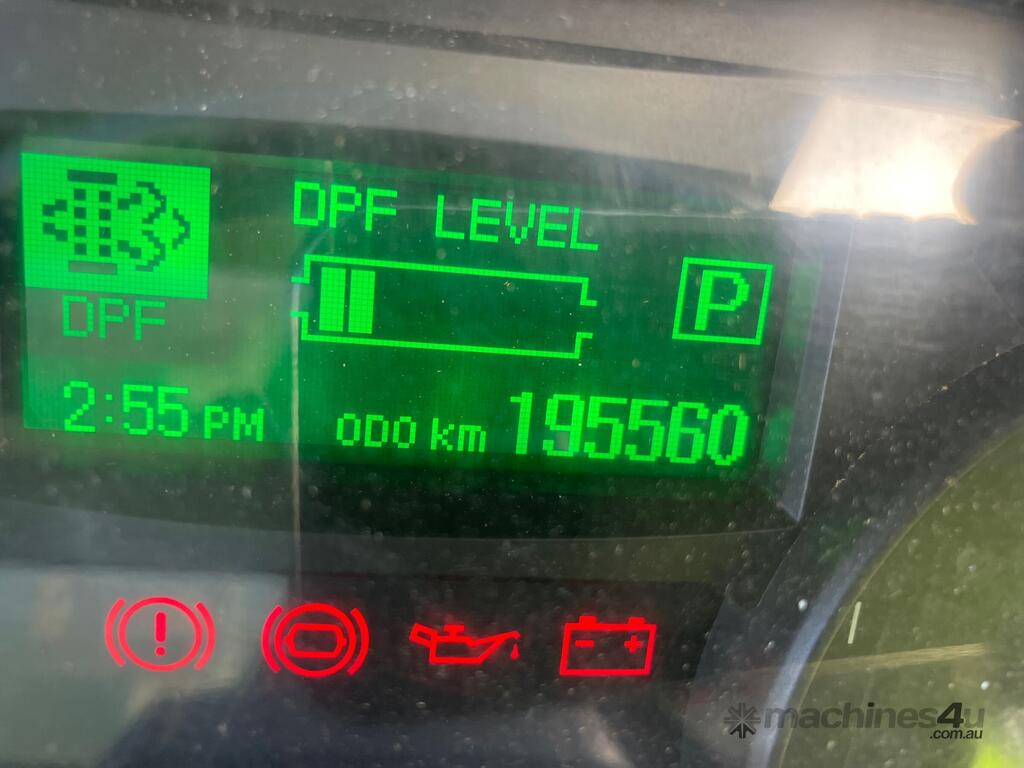 DPF LEVEL
P
DPF
2:55 PM
ODO km 195560
machines4u
.com.au